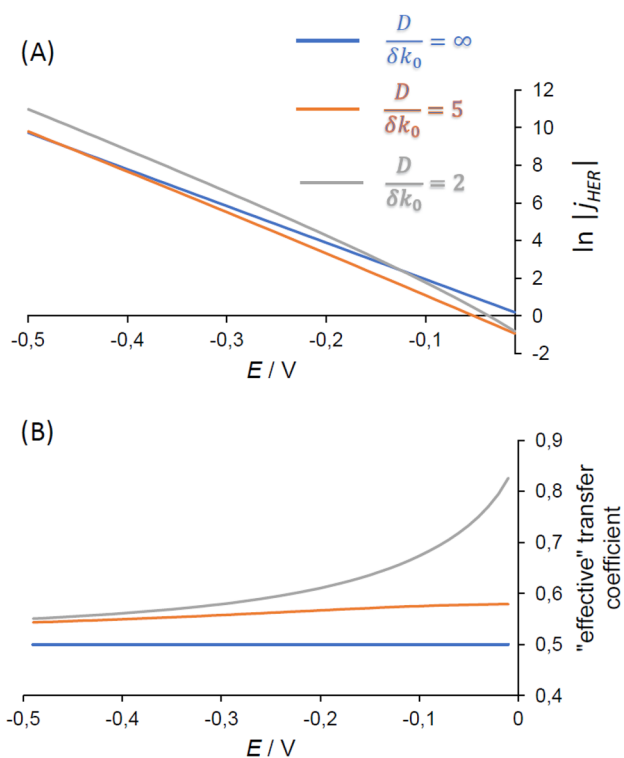 (A)
D
δk₀ = ∞
D
δk₀ = 5
D
δk₀ = 2
12
10
8
6
4
2
0
-2
ln |jHER|
-0,5 -0,4 -0,3 -0,2 -0,1
E / V
(B)
0,9
0,8
0,7
0,6
0,5
0,4
"effective" transfer
coefficient
-0,5 -0,4 -0,3 -0,2 -0,1 0
E / V